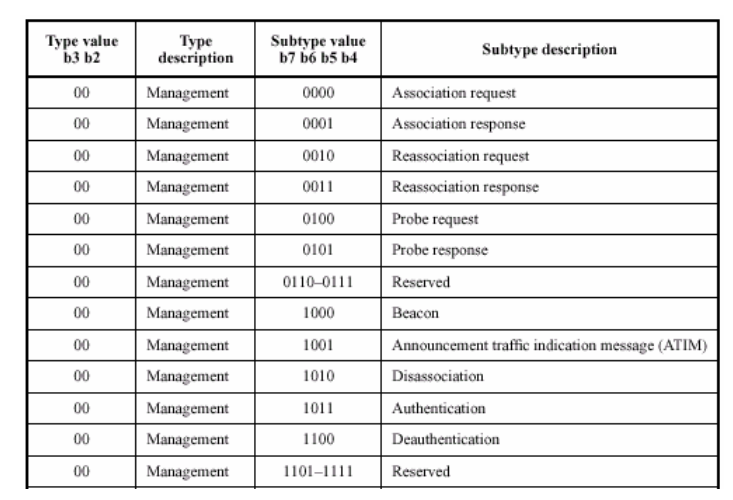 Type value b3 b2 Type description Subtype value b7 b6 b5 b4 Subtype description
00 Management 0000 Association request
00 Management 0001 Association response
00 Management 0010 Reassociation request
00 Management 0011 Reassociation response
00 Management 0100 Probe request
00 Management 0101 Probe response
00 Management 0110–0111 Reserved
00 Management 1000 Beacon
00 Management 1001 Announcement traffic indication message (ATIM)
00 Management 1010 Disassociation
00 Management 1011 Authentication
00 Management 1100 Deauthentication
00 Management 1101–1111 Reserved